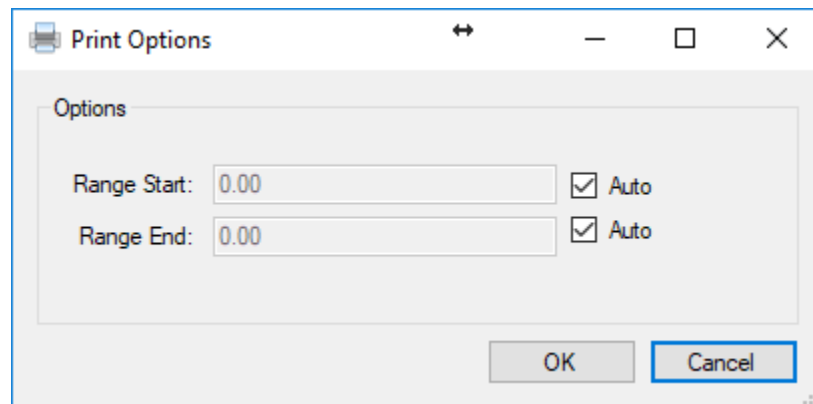 Print Options
Options
Range Start: 0.00 Auto
Range End: 0.00 Auto
OK Cancel